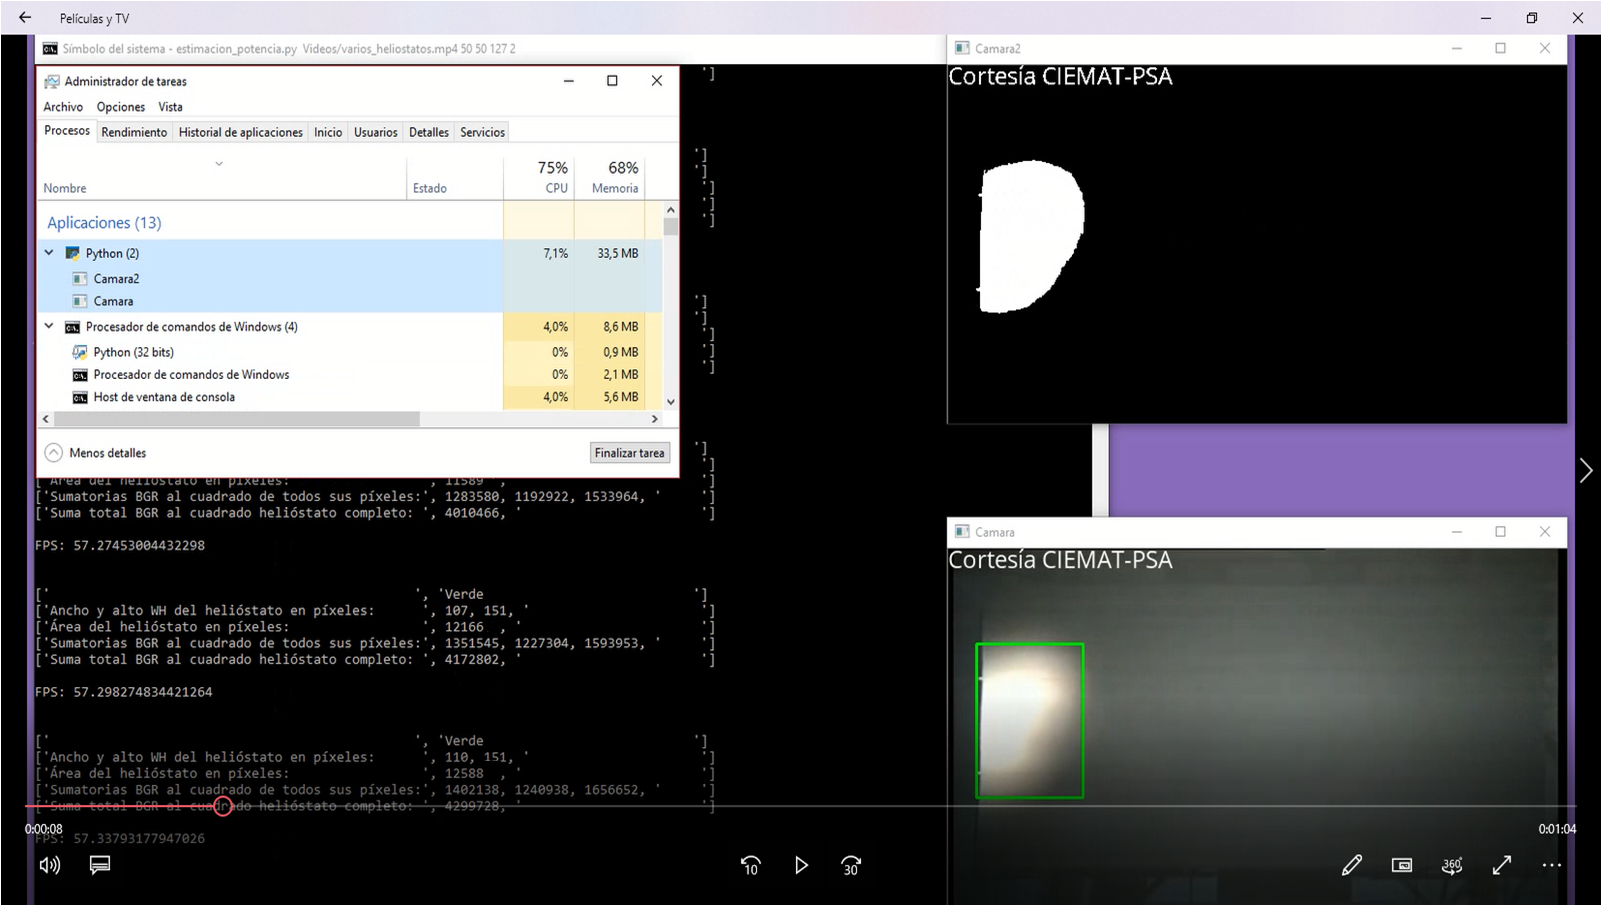 Películas y TV
Símbolo del sistema - estimacion_potencia.py Videos/varios_heliostatos.mp4 50 50 127 2
Administrador de tareas
Archivo Opciones Vista
Procesos Rendimiento Historial de aplicaciones Inicio Usuarios Detalles Servicios
75% 68%
Nombre Estado CPU Memoria
Aplicaciones (13)
Python (2) 7,1% 33,5 MB
Camara2
Camara
Procesador de comandos de Windows (4) 4,0% 8,6 MB
Python (32 bits) 0% 0,9 MB
Procesador de comandos de Windows 0% 2,1 MB
Host de ventana de consola 4,0% 5,6 MB
Menos detalles Finalizar tarea
['Área del helióstato en píxeles: ', 11589 , ' ']
['Sumatorias BGR al cuadrado de todos sus píxeles:', 1283580, 1192922, 1533964, ' ']
['Suma total BGR al cuadrado helióstato completo: ', 4010466, ' ']
FPS: 57.27453004432298
[' ', 'Verde ']
['Ancho y alto WH del helióstato en píxeles: ', 107, 151, ' ']
['Área del helióstato en píxeles: ', 12166 , ' ']
['Sumatorias BGR al cuadrado de todos sus píxeles:', 1351545, 1227304, 1593953, ' ']
['Suma total BGR al cuadrado helióstato completo: ', 4172802, ' ']
FPS: 57.298274834421264
[' ', 'Verde ']
['Ancho y alto WH del helióstato en píxeles: ', 110, 151, ' ']
['Área del helióstato en píxeles: ', 12588 , ' ']
['Sumatorias BGR al cuadrado de todos sus píxeles:', 1402138, 1240938, 1656652, ' ']
['Suma total BGR al cuadrado helióstato completo: ', 4299728, ' ']
FPS: 57.33793177947026
Camara2
Cortesía CIEMAT-PSA
Camara
Cortesía CIEMAT-PSA
0:00:08 0:01:04
10 30 360